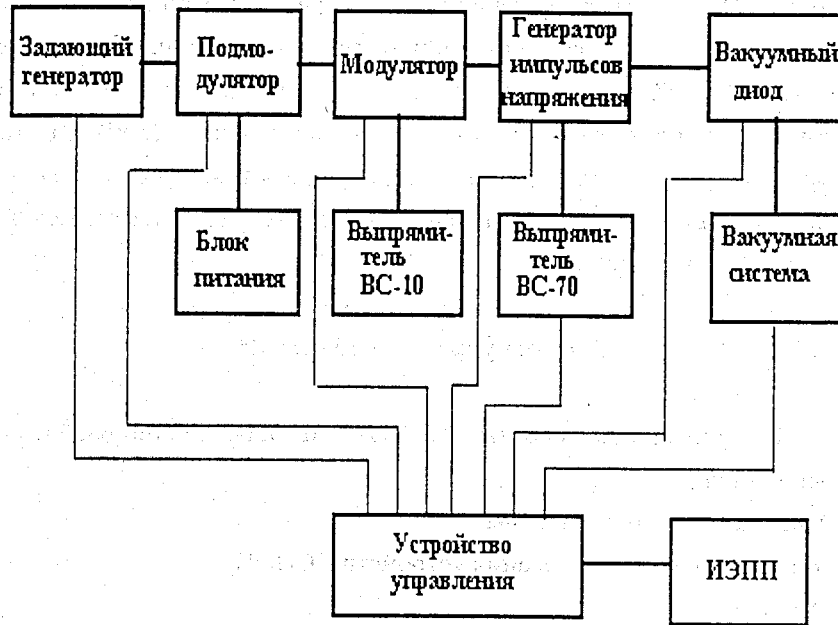 Задающий
генератор
Подмо-
дулятор
Модулятор
Генератор
импульсов
напряжения
Вакуумный
диод
Блок
питания
Выпрями-
тель
ВС-10
Выпрями-
тель
ВС-70
Вакуумная
система
Устройство
управления
ИЭПП